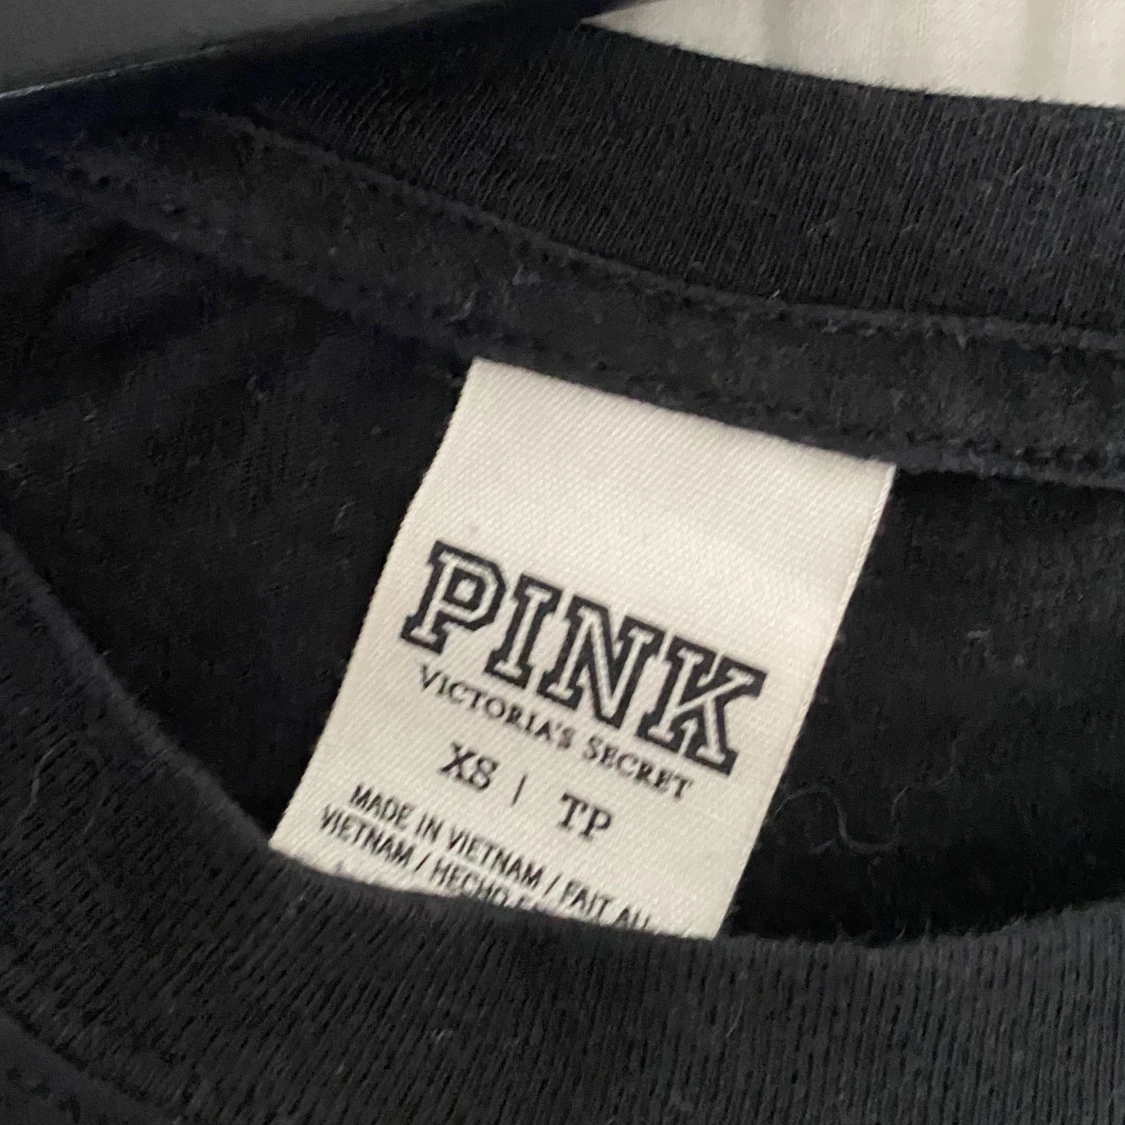 PINK
VICTORIA'S SECRET
XS | TP
MADE IN VIETNAM / FAIT AU
VIETNAM / HECHO